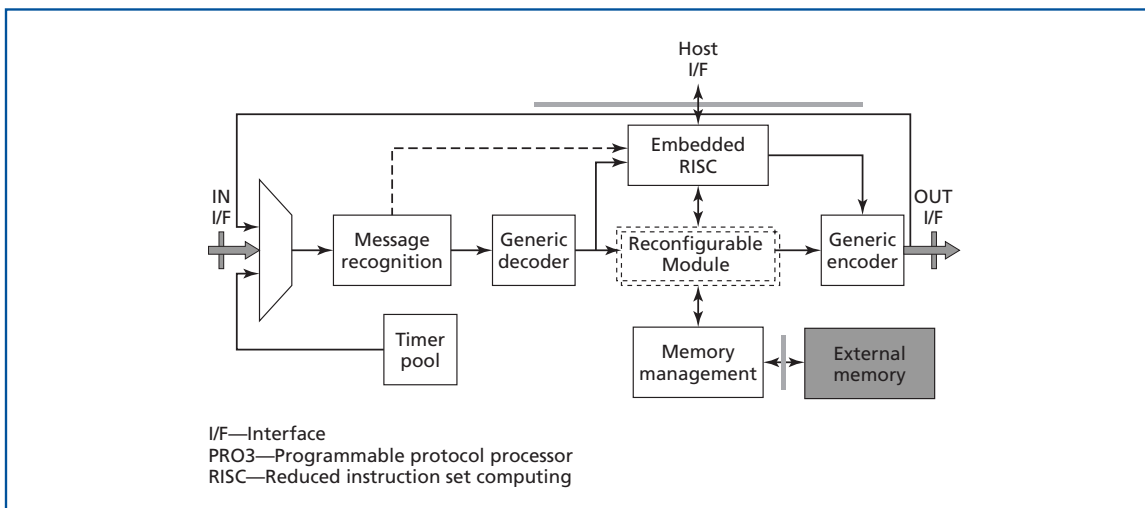 Host
I/F
Embedded
RISC
IN
I/F
OUT
I/F
Message
recognition
Generic
decoder
Reconfigurable
Module
Generic
encoder
Timer
pool
Memory
management
External
memory
I/F—Interface
PRO3—Programmable protocol processor
RISC—Reduced instruction set computing